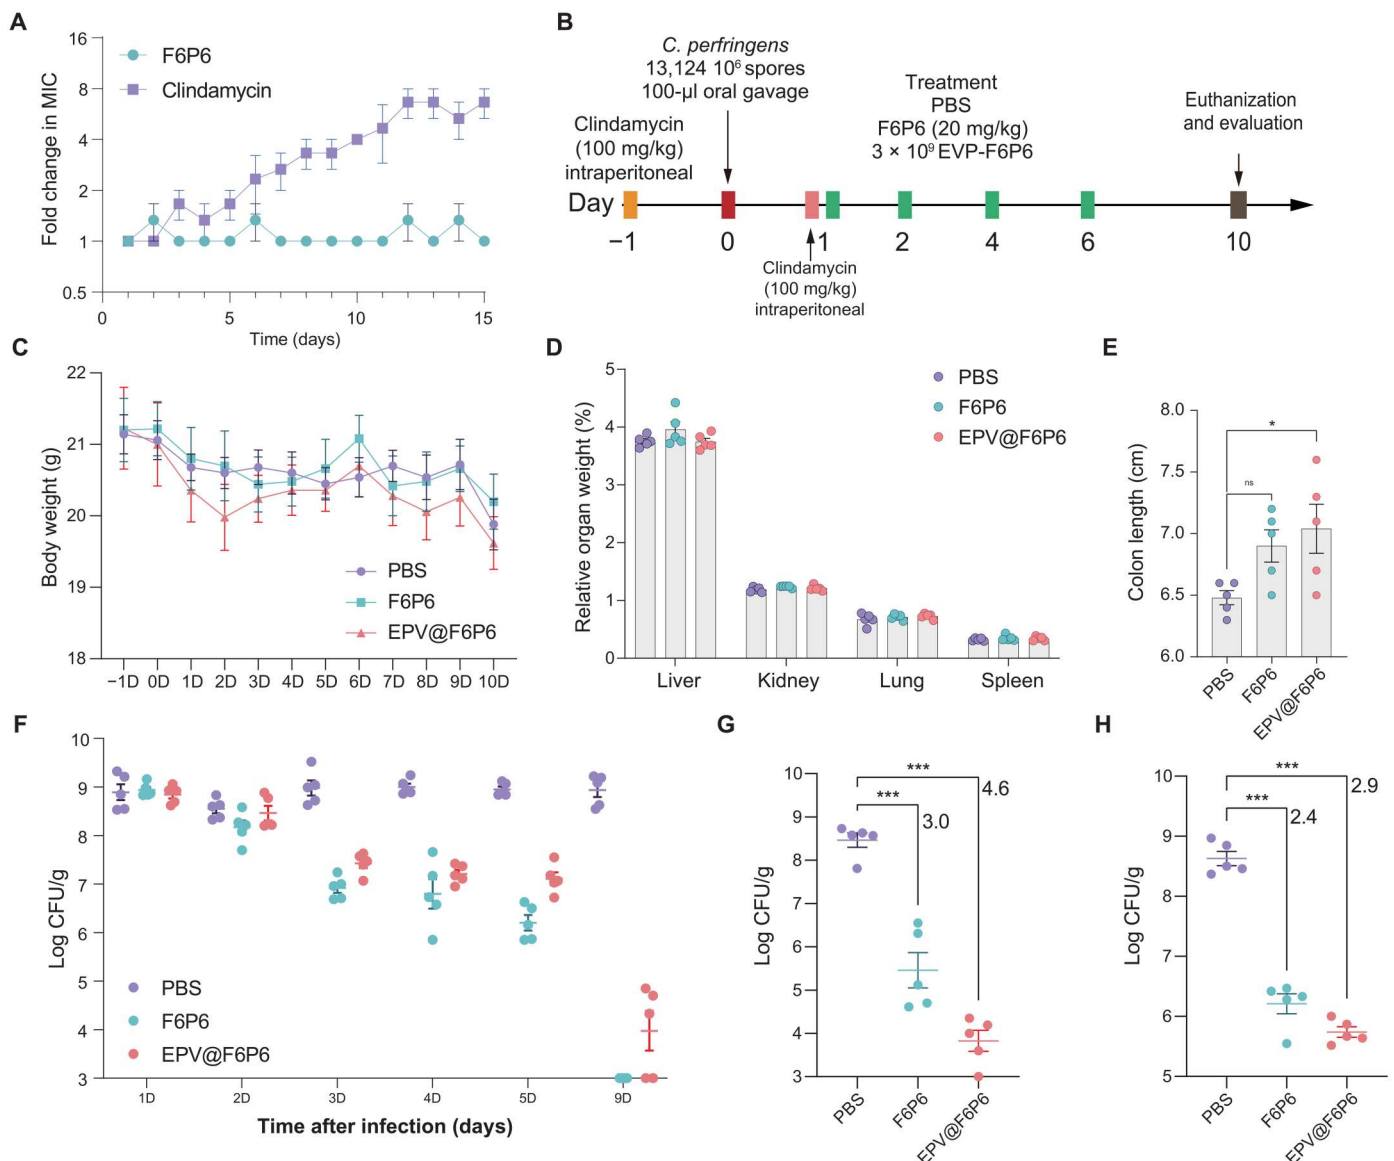 A
16
8
4
2
1
0.5
Fold change in MIC
F6P6
Clindamycin
0
5
10
15
Time (days)
B
C. perfringens
13,124 10⁶ spores
100-µl oral gavage
Clindamycin
(100 mg/kg)
intraperitoneal
Treatment
PBS
F6P6 (20 mg/kg)
3 × 10⁹ EVP-F6P6
Euthanization
and evaluation
Day
−1
0
1
2
4
6
10
Clindamycin
(100 mg/kg)
intraperitoneal
C
22
21
20
19
18
Body weight (g)
PBS
F6P6
EPV@F6P6
−1D 0D 1D 2D 3D 4D 5D 6D 7D 8D 9D 10D
D
5
4
3
2
1
0
Relative organ weight (%)
PBS
F6P6
EPV@F6P6
Liver
Kidney
Lung
Spleen
E
8.0
7.5
7.0
6.5
6.0
Colon length (cm)
*
ns
PBS
F6P6
EPV@F6P6
F
10
9
8
7
6
5
4
3
Log CFU/g
PBS
F6P6
EPV@F6P6
1D
2D
3D
4D
5D
9D
Time after infection (days)
G
10
9
8
7
6
5
4
3
Log CFU/g
***
4.6
***
3.0
PBS
F6P6
EPV@F6P6
H
10
9
8
7
6
5
Log CFU/g
***
2.9
***
2.4
PBS
F6P6
EPV@F6P6